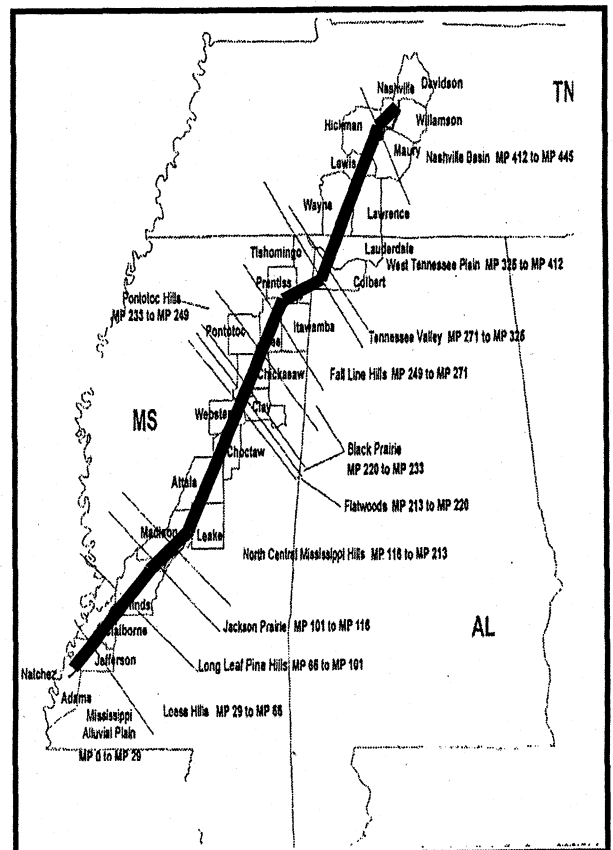 Davidson
Nashville
TN
Hickman
Willamson
Maury
Nashville Basin MP 412 to MP 445
Lewis
Wayne
Lawrence
Tishomingo
Lauderdale
West Tennessee Plain MP 325 to MP 412
Prentiss
Colbert
Pontotoc Hills
MP 233 to MP 249
Itawamba
Pontotoc
Tennessee Valley MP 271 to MP 325
Chickasaw
Fall Line Hills MP 249 to MP 271
MS
Webster
Clay
Choctaw
Black Prairie
MP 220 to MP 233
Attala
Flatwoods MP 213 to MP 220
Madison
Leake
North Central Mississippi Hills MP 116 to MP 213
Jackson Prairie MP 101 to MP 116
AL
Long Leaf Pine Hills MP 66 to MP 101
Jefferson
Natchez
Adams
Loess Hills MP 29 to MP 66
Mississippi
Alluvial Plain
MP 0 to MP 29